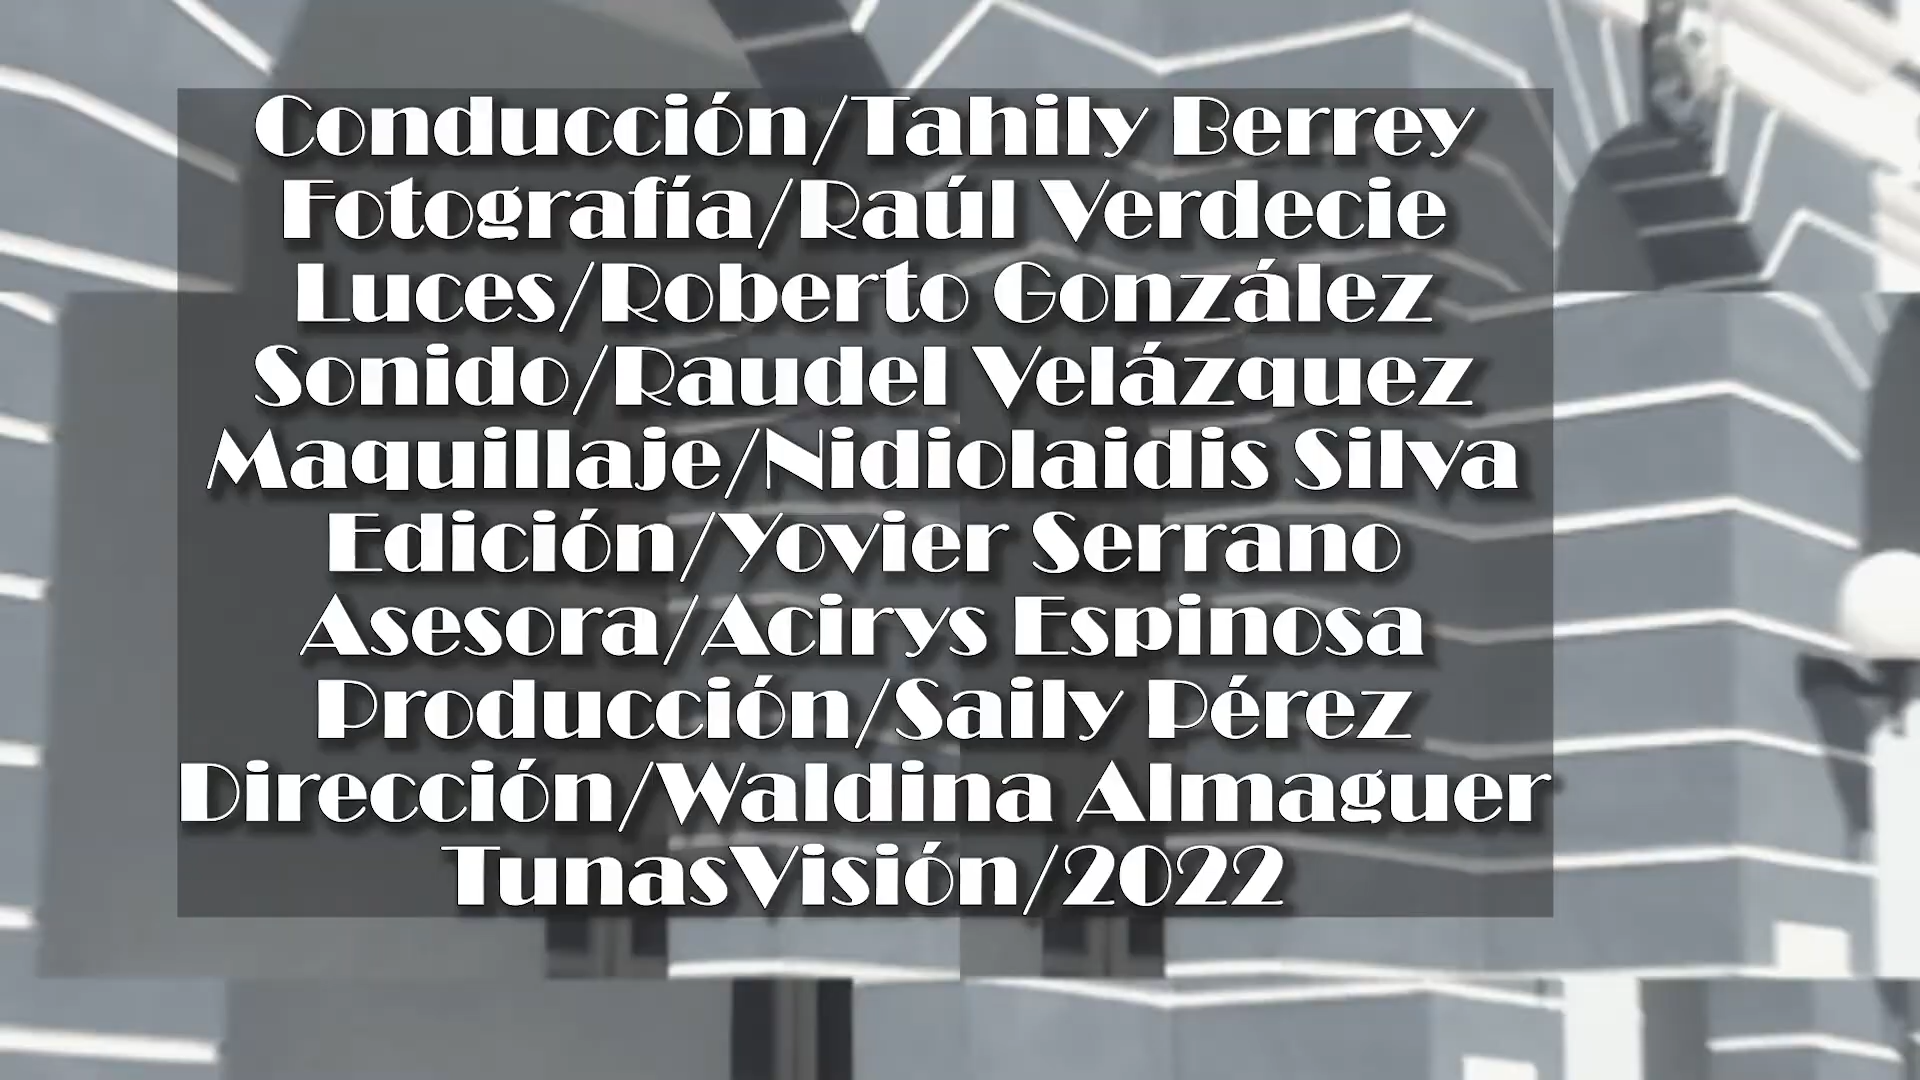 Conducción/Tahily Berrey
Fotografía/Raúl Verdecie
Luces/Roberto González
Sonido/Raudel Velázquez
Maquillaje/Nidiolaidis Silva
Edición/Yovier Serrano
Asesora/Acirys Espinosa
Producción/Saily Pérez
Dirección/Waldina Almaguer
TunasVisión/2022